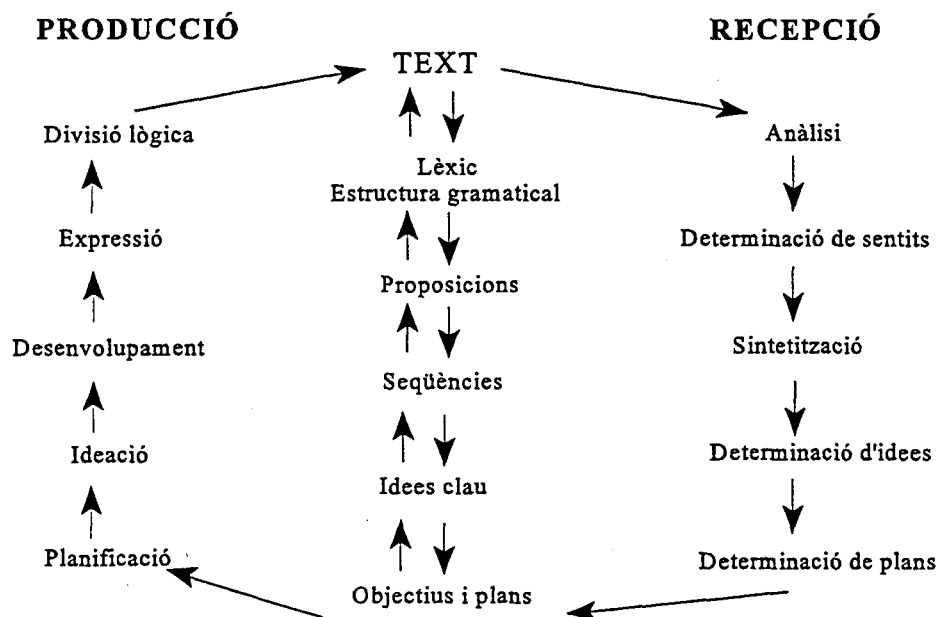 PRODUCCIÓ
RECEPCIÓ
TEXT
Divisió lògica
Anàlisi
Lèxic
Estructura gramatical
Expressió
Determinació de sentits
Proposicions
Desenvolupament
Sintetització
Seqüències
Ideació
Determinació d'idees
Idees clau
Planificació
Determinació de plans
Objectius i plans